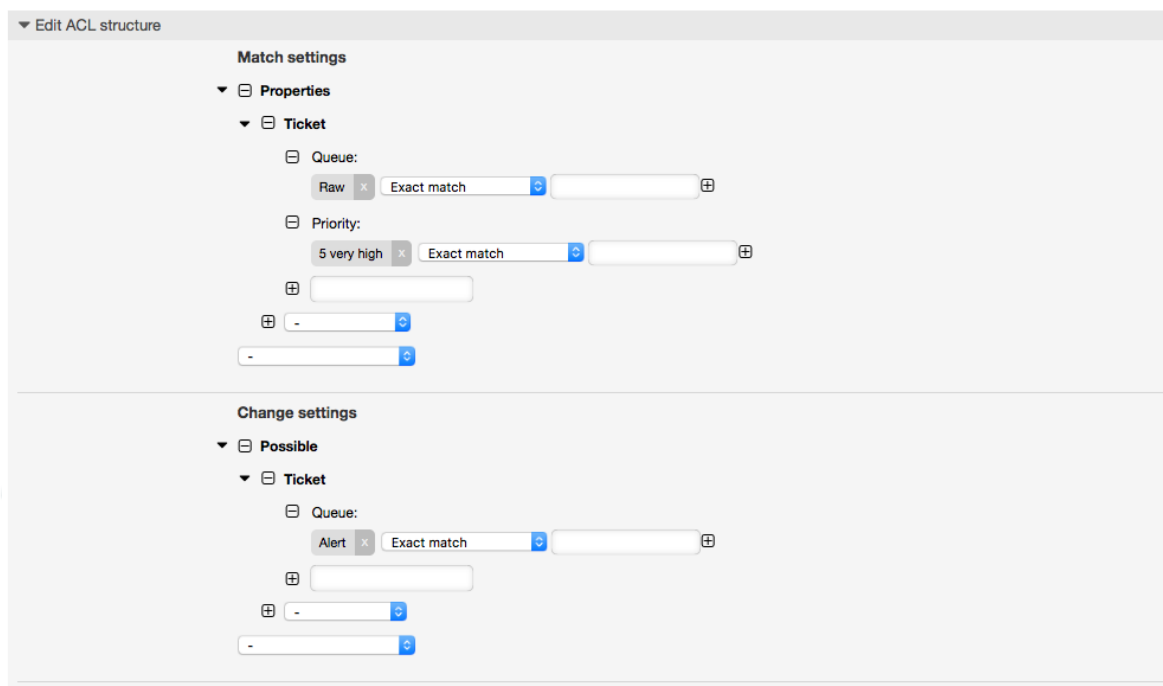 Edit ACL structure
Match settings
Properties
Ticket
Queue:
Raw x Exact match
Priority:
5 very high x Exact match
-
-
Change settings
Possible
Ticket
Queue:
Alert x Exact match
-
-